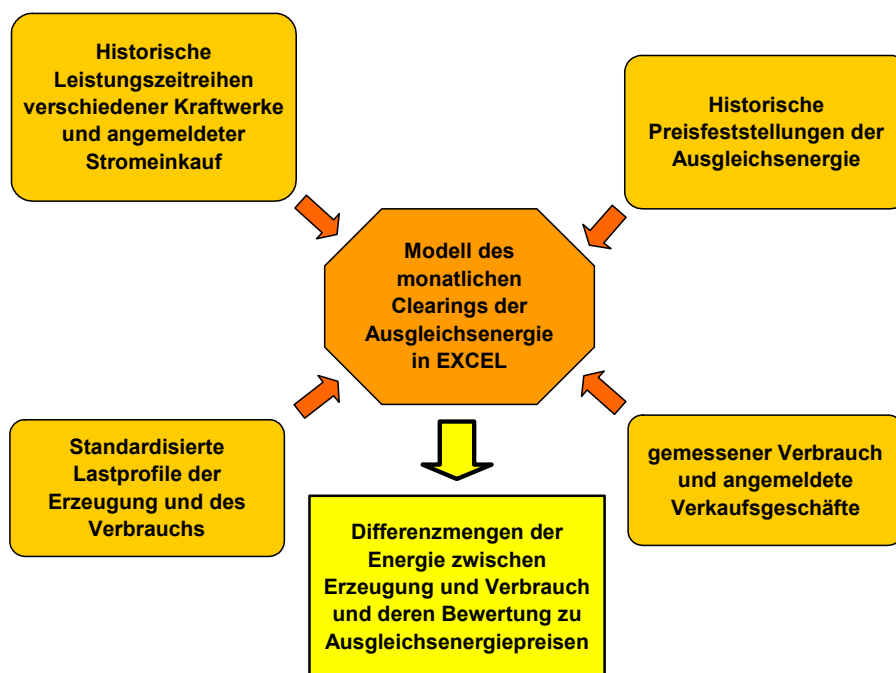 Historische
Leistungszeitreihen
verschiedener Kraftwerke
und angemeldeter
Stromeinkauf
Historische
Preisfeststellungen der
Ausgleichsenergie
Modell des
monatlichen
Clearings der
Ausgleichsenergie
in EXCEL
Standardisierte
Lastprofile der
Erzeugung und des
Verbrauchs
gemessener Verbrauch
und angemeldete
Verkaufsgeschäfte
Differenzmengen der
Energie zwischen
Erzeugung und Verbrauch
und deren Bewertung zu
Ausgleichsenergiepreisen